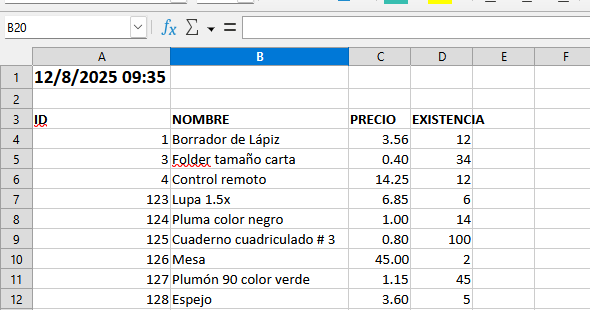 B20 fx Σ =
A B C D E F
1 12/8/2025 09:35
2
3 ID NOMBRE PRECIO EXISTENCIA
4 1 Borrador de Lápiz 3.56 12
5 3 Folder tamaño carta 0.40 34
6 4 Control remoto 14.25 12
7 123 Lupa 1.5x 6.85 6
8 124 Pluma color negro 1.00 14
9 125 Cuaderno cuadriculado # 3 0.80 100
10 126 Mesa 45.00 2
11 127 Plumón 90 color verde 1.15 45
12 128 Espejo 3.60 5